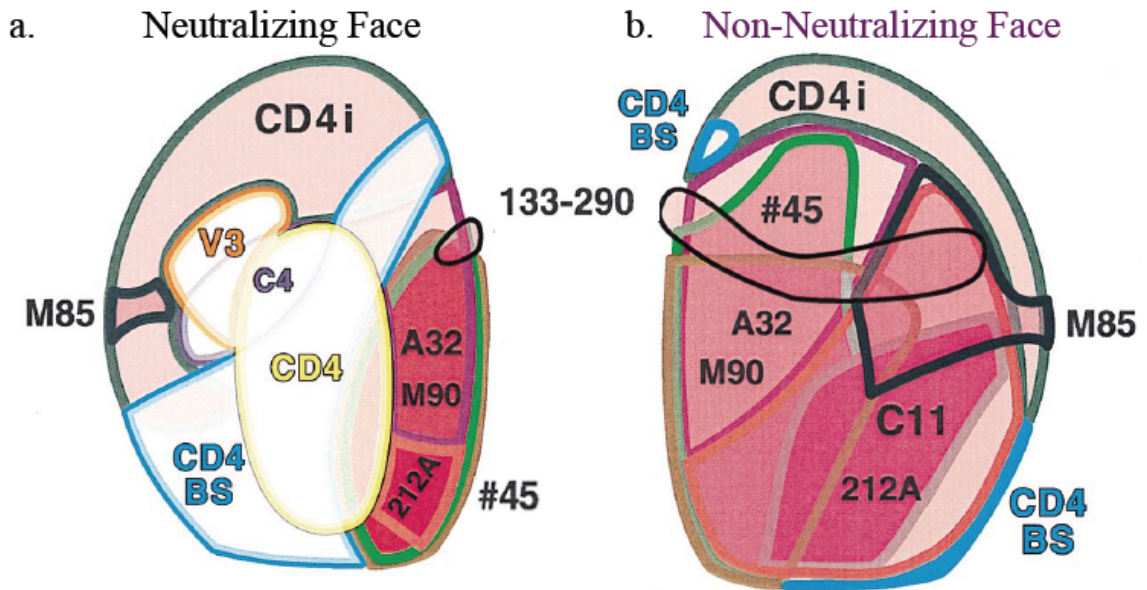 a. Neutralizing Face
CD4i
V3
C4
M85
CD4
A32
M90
CD4
BS
212A
#45
133-290
b. Non-Neutralizing Face
CD4
BS
CD4i
#45
A32
M90
M85
C11
212A
CD4
BS